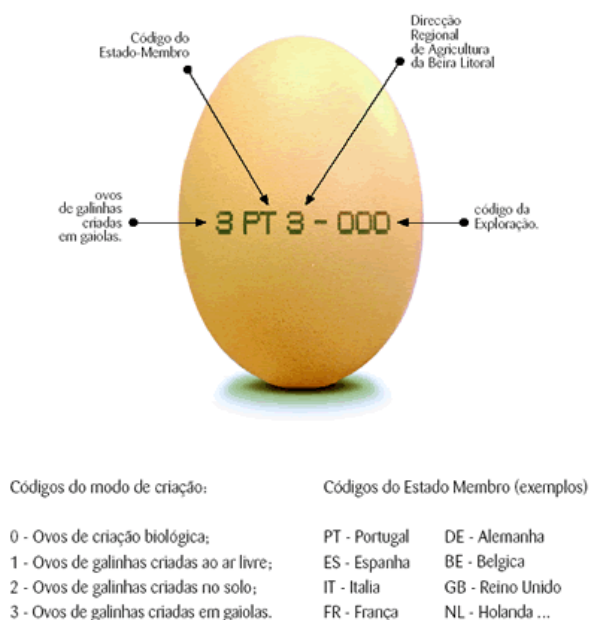 Código do
Estado-Membro
Direcção
Regional
de Agricultura
da Beira Litoral
ovos
de galinhas
criadas
em gaiolas.
3 PT 3 - 000
código da
Exploração.
Códigos do modo de criação:
0 - Ovos de criação biológica;
1 - Ovos de galinhas criadas ao ar livre;
2 - Ovos de galinhas criadas no solo;
3 - Ovos de galinhas criadas em gaiolas.
Códigos do Estado Membro (exemplos)
PT - Portugal
ES - Espanha
IT - Italia
FR - França
DE - Alemanha
BE - Belgica
GB - Reino Unido
NL - Holanda ...